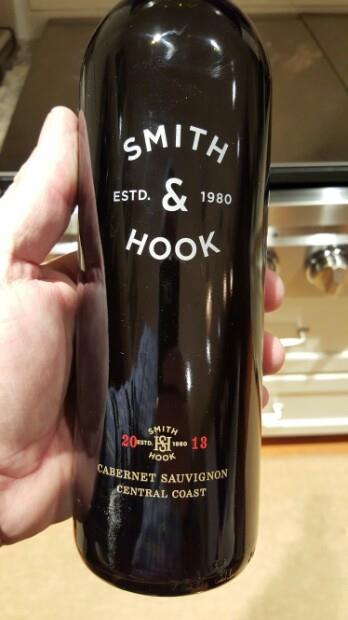 SMITH
ESTD. & 1980
HOOK
SMITH
20 ESTD. SH 1980 13
HOOK
CABERNET SAUVIGNON
CENTRAL COAST